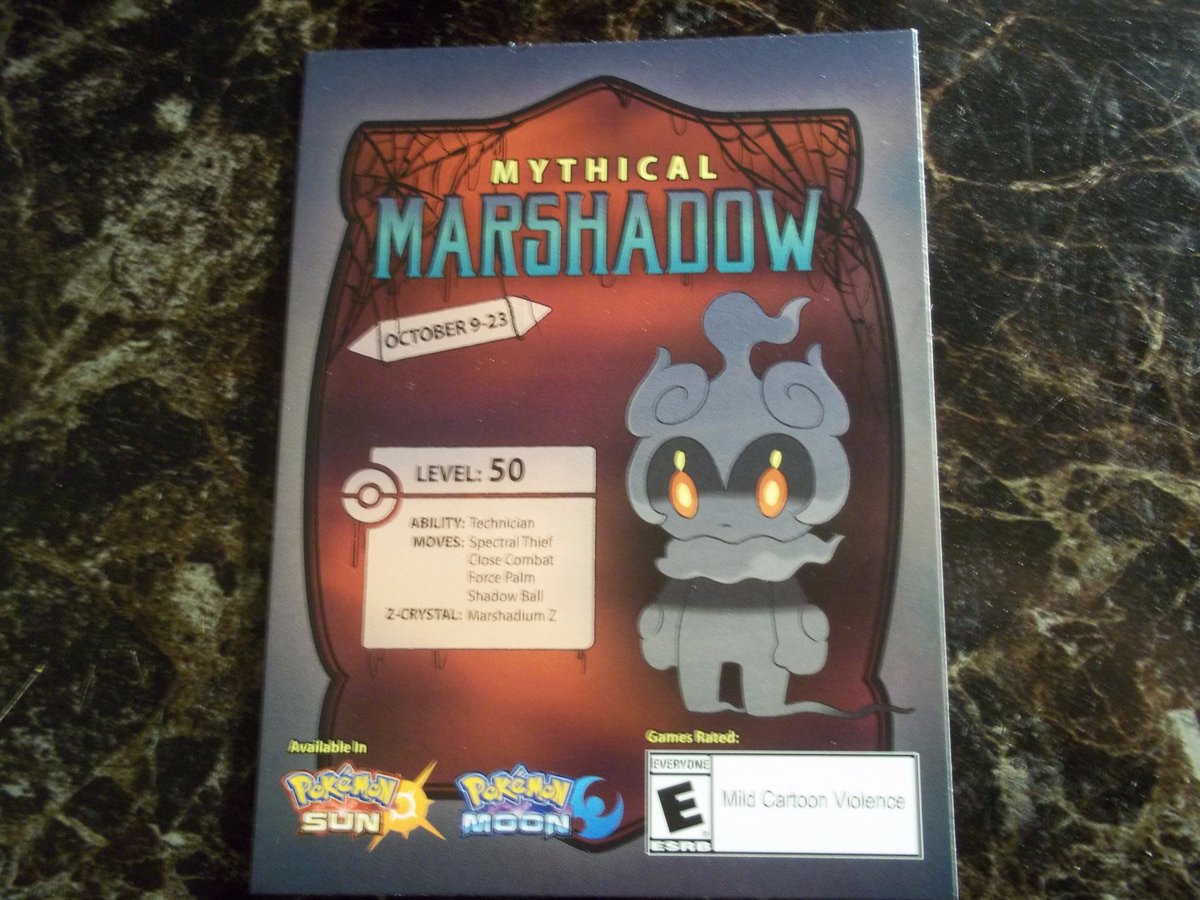 MYTHICAL
MARSHADOW
OCTOBER 9-23
LEVEL: 50
ABILITY: Technician
MOVES: Spectral Thief
Close Combat
Force Palm
Shadow Ball
Z-CRYSTAL: Marshadium Z
Available In
POKéMON
SUN
POKéMON
MOON
Games Rated:
EVERYONE
E
ESRB
Mild Cartoon Violence